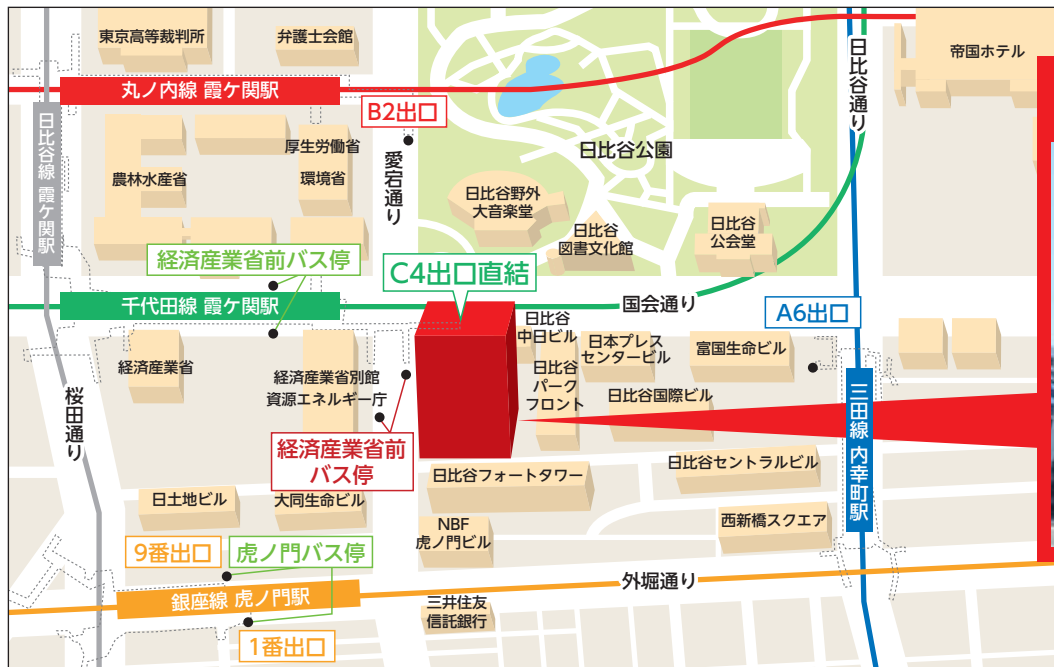 東京高等裁判所
弁護士会館
日比谷通り
帝国ホテル
丸ノ内線 霞ケ関駅
B2出口
日比谷線 霞ケ関駅
厚生労働省
環境省
農林水産省
愛宕通り
日比谷公園
日比谷野外
大音楽堂
日比谷
図書文化館
日比谷
公会堂
経済産業省前バス停
C4出口直結
千代田線 霞ケ関駅
国会通り
A6出口
日比谷
中日ビル
日本プレス
センタービル
富国生命ビル
経済産業省
経済産業省別館
資源エネルギー庁
日比谷
パーク
フロント
日比谷国際ビル
桜田通り
三田線 内幸町駅
経済産業省前
バス停
日比谷フォートタワー
日比谷セントラルビル
日土地ビル
大同生命ビル
NBF
虎ノ門ビル
西新橋スクエア
9番出口
虎ノ門バス停
外堀通り
銀座線 虎ノ門駅
三井住友
信託銀行
1番出口